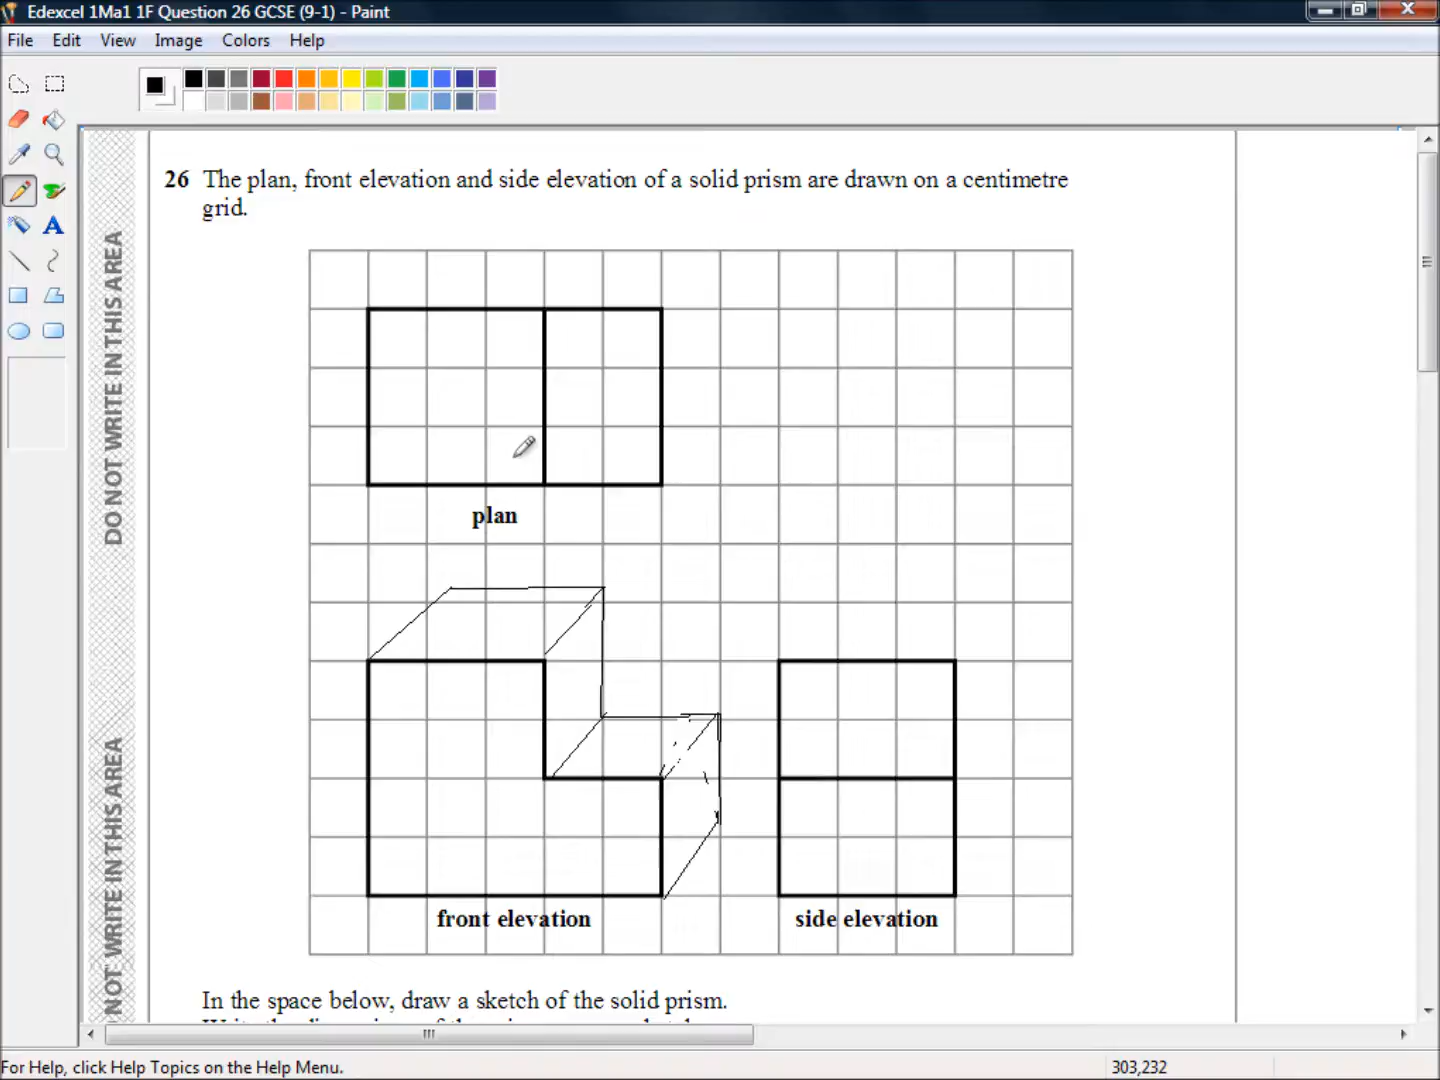 Edexcel 1Ma1 1F Question 26 GCSE (9-1) - Paint
File Edit View Image Colors Help
DO NOT WRITE IN THIS AREA
26 The plan, front elevation and side elevation of a solid prism are drawn on a centimetre
grid.
plan
front elevation
side elevation
NOT WRITE IN THIS AREA
In the space below, draw a sketch of the solid prism.
For Help, click Help Topics on the Help Menu.
303,232